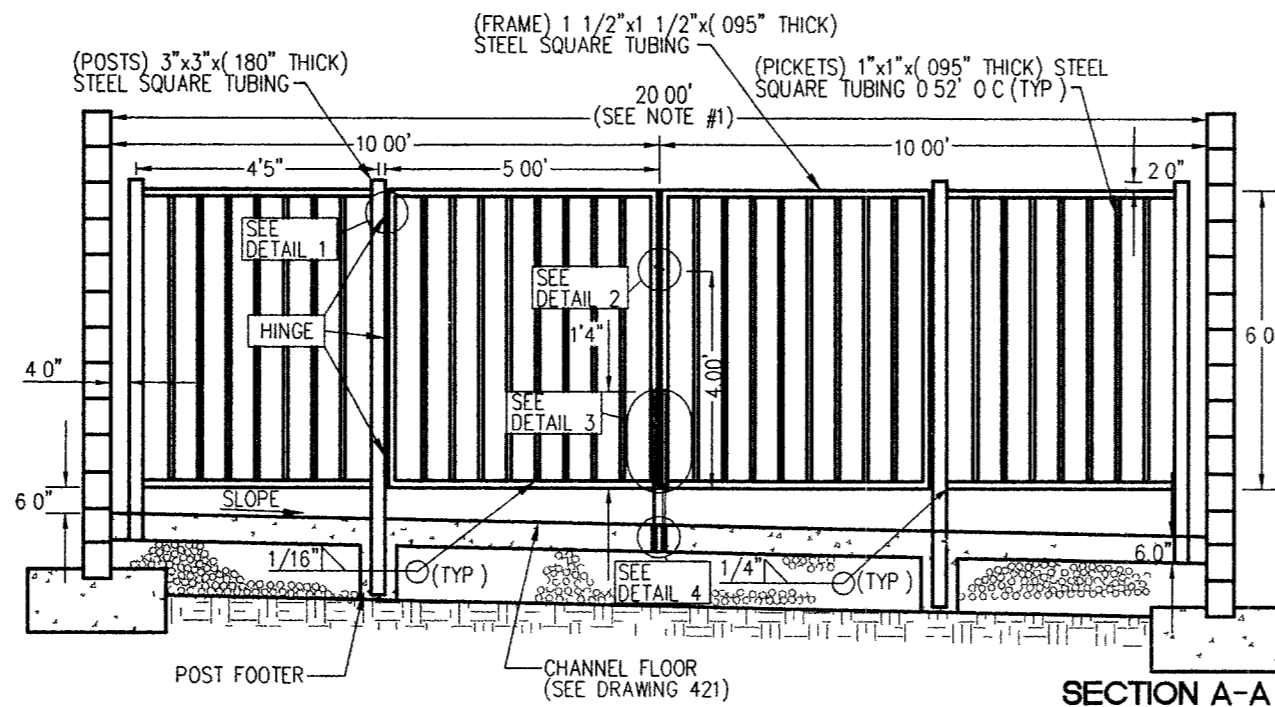 (FRAME) 1 1/2"x1 1/2"x( 095" THICK)
STEEL SQUARE TUBING
(POSTS) 3"x3"x( 180" THICK)
STEEL SQUARE TUBING
(PICKETS) 1"x1"x( 095" THICK) STEEL
SQUARE TUBING 0 52' O C (TYP )
20 00'
(SEE NOTE #1)
10 00'
10 00'
4'5"
5 00'
2 0"
SEE
DETAIL 1
SEE
DETAIL 2
HINGE
1'4"
4.00'
6 0
4 0"
SEE
DETAIL 3
6 0"
SLOPE
1/16"
(TYP )
SEE
DETAIL 4
1/4"
(TYP )
6.0"
POST FOOTER
CHANNEL FLOOR
(SEE DRAWING 421)
SECTION A-A